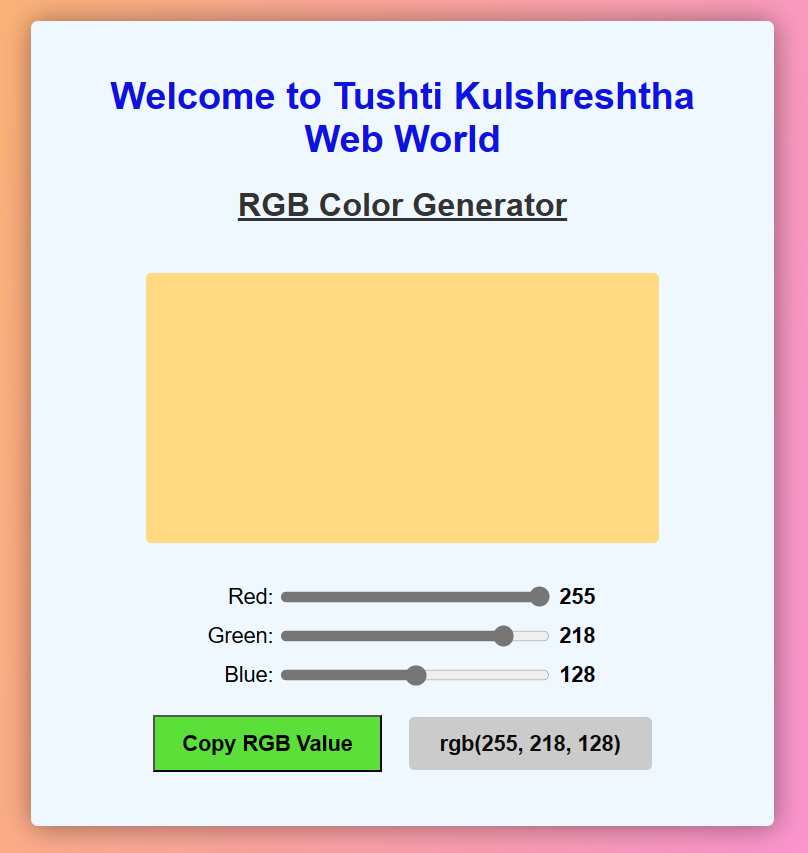 Welcome to Tushti Kulshreshtha
Web World
RGB Color Generator
Red: 255
Green: 218
Blue: 128
Copy RGB Value rgb(255, 218, 128)